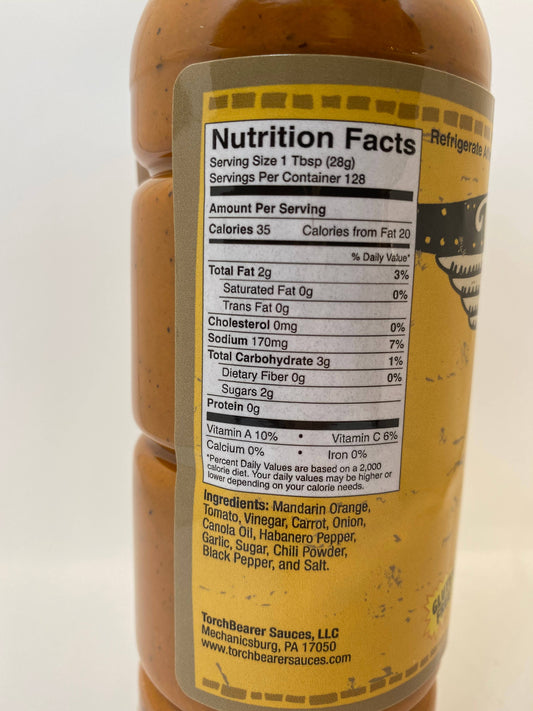 Nutrition Facts
Serving Size 1 Tbsp (28g)
Servings Per Container 128
Amount Per Serving
Calories 35 Calories from Fat 20
% Daily Value*
Total Fat 2g 3%
Saturated Fat 0g 0%
Trans Fat 0g
Cholesterol 0mg 0%
Sodium 170mg 7%
Total Carbohydrate 3g 1%
Dietary Fiber 0g 0%
Sugars 2g
Protein 0g
Vitamin A 10% • Vitamin C 6%
Calcium 0% • Iron 0%
*Percent Daily Values are based on a 2,000
calorie diet. Your daily values may be higher or
lower depending on your calorie needs.
Refrigerate
Ingredients: Mandarin Orange,
Tomato, Vinegar, Carrot, Onion,
Canola Oil, Habanero Pepper,
Garlic, Sugar, Chili Powder,
Black Pepper, and Salt.
TorchBearer Sauces, LLC
Mechanicsburg, PA 17050
www.torchbearersauces.com